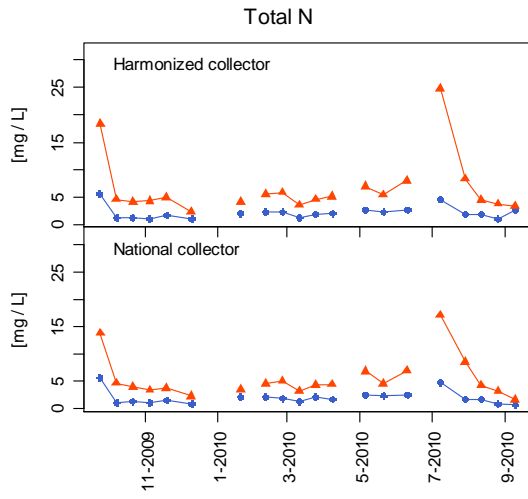 Total N
Harmonized collector
[mg / L]
25
15
5
0
National collector
[mg / L]
25
15
5
0
11-2009
1-2010
3-2010
5-2010
7-2010
9-2010